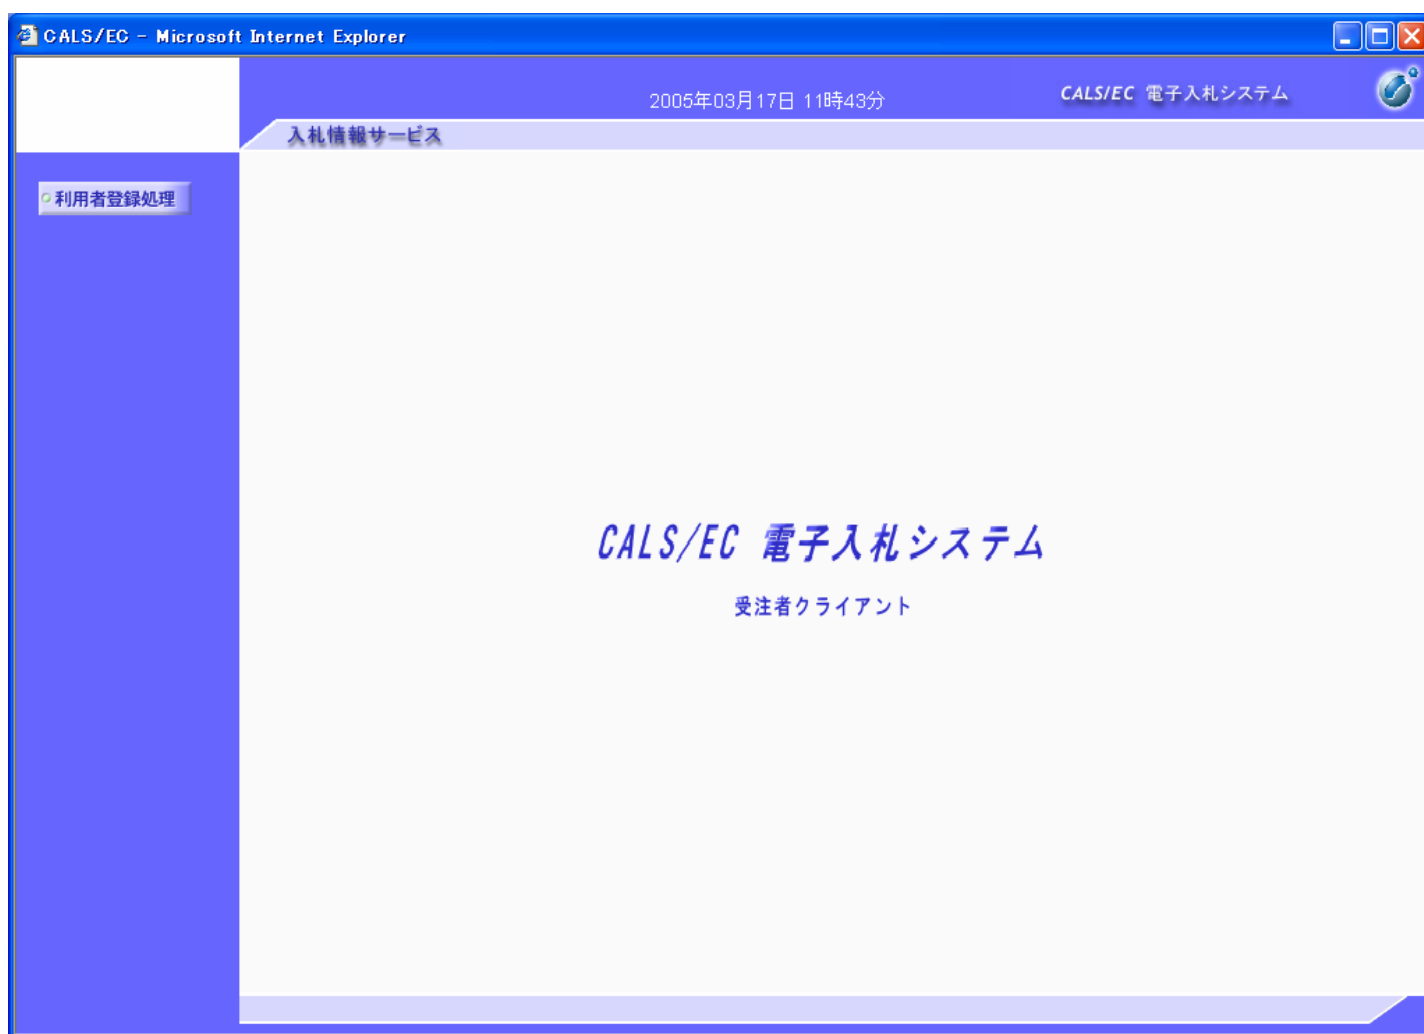 CALS/EC - Microsoft Internet Explorer
2005年03月17日 11時43分
CALS/EC 電子入札システム
入札情報サービス
利用者登録処理
CALS/EC 電子入札システム
受注者クライアント